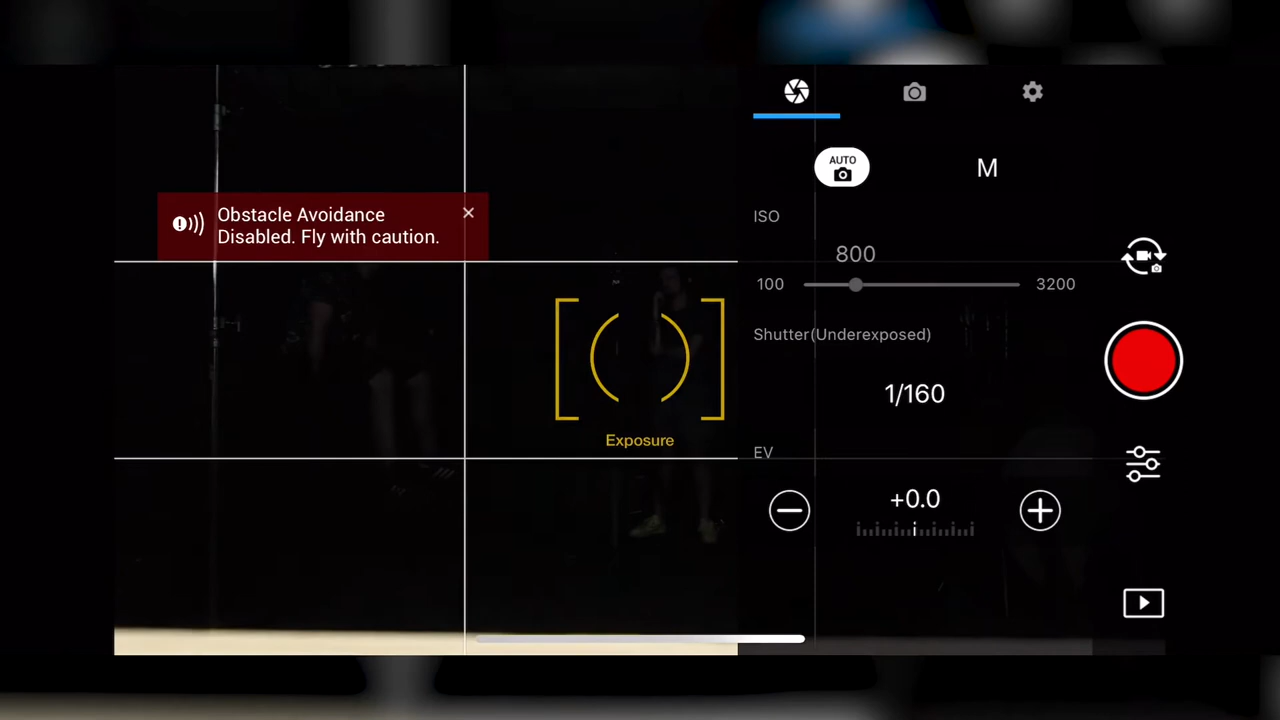 AUTO
M
Obstacle Avoidance
Disabled. Fly with caution.
ISO
800
100
3200
Shutter(Underexposed)
1/160
Exposure
EV
+0.0